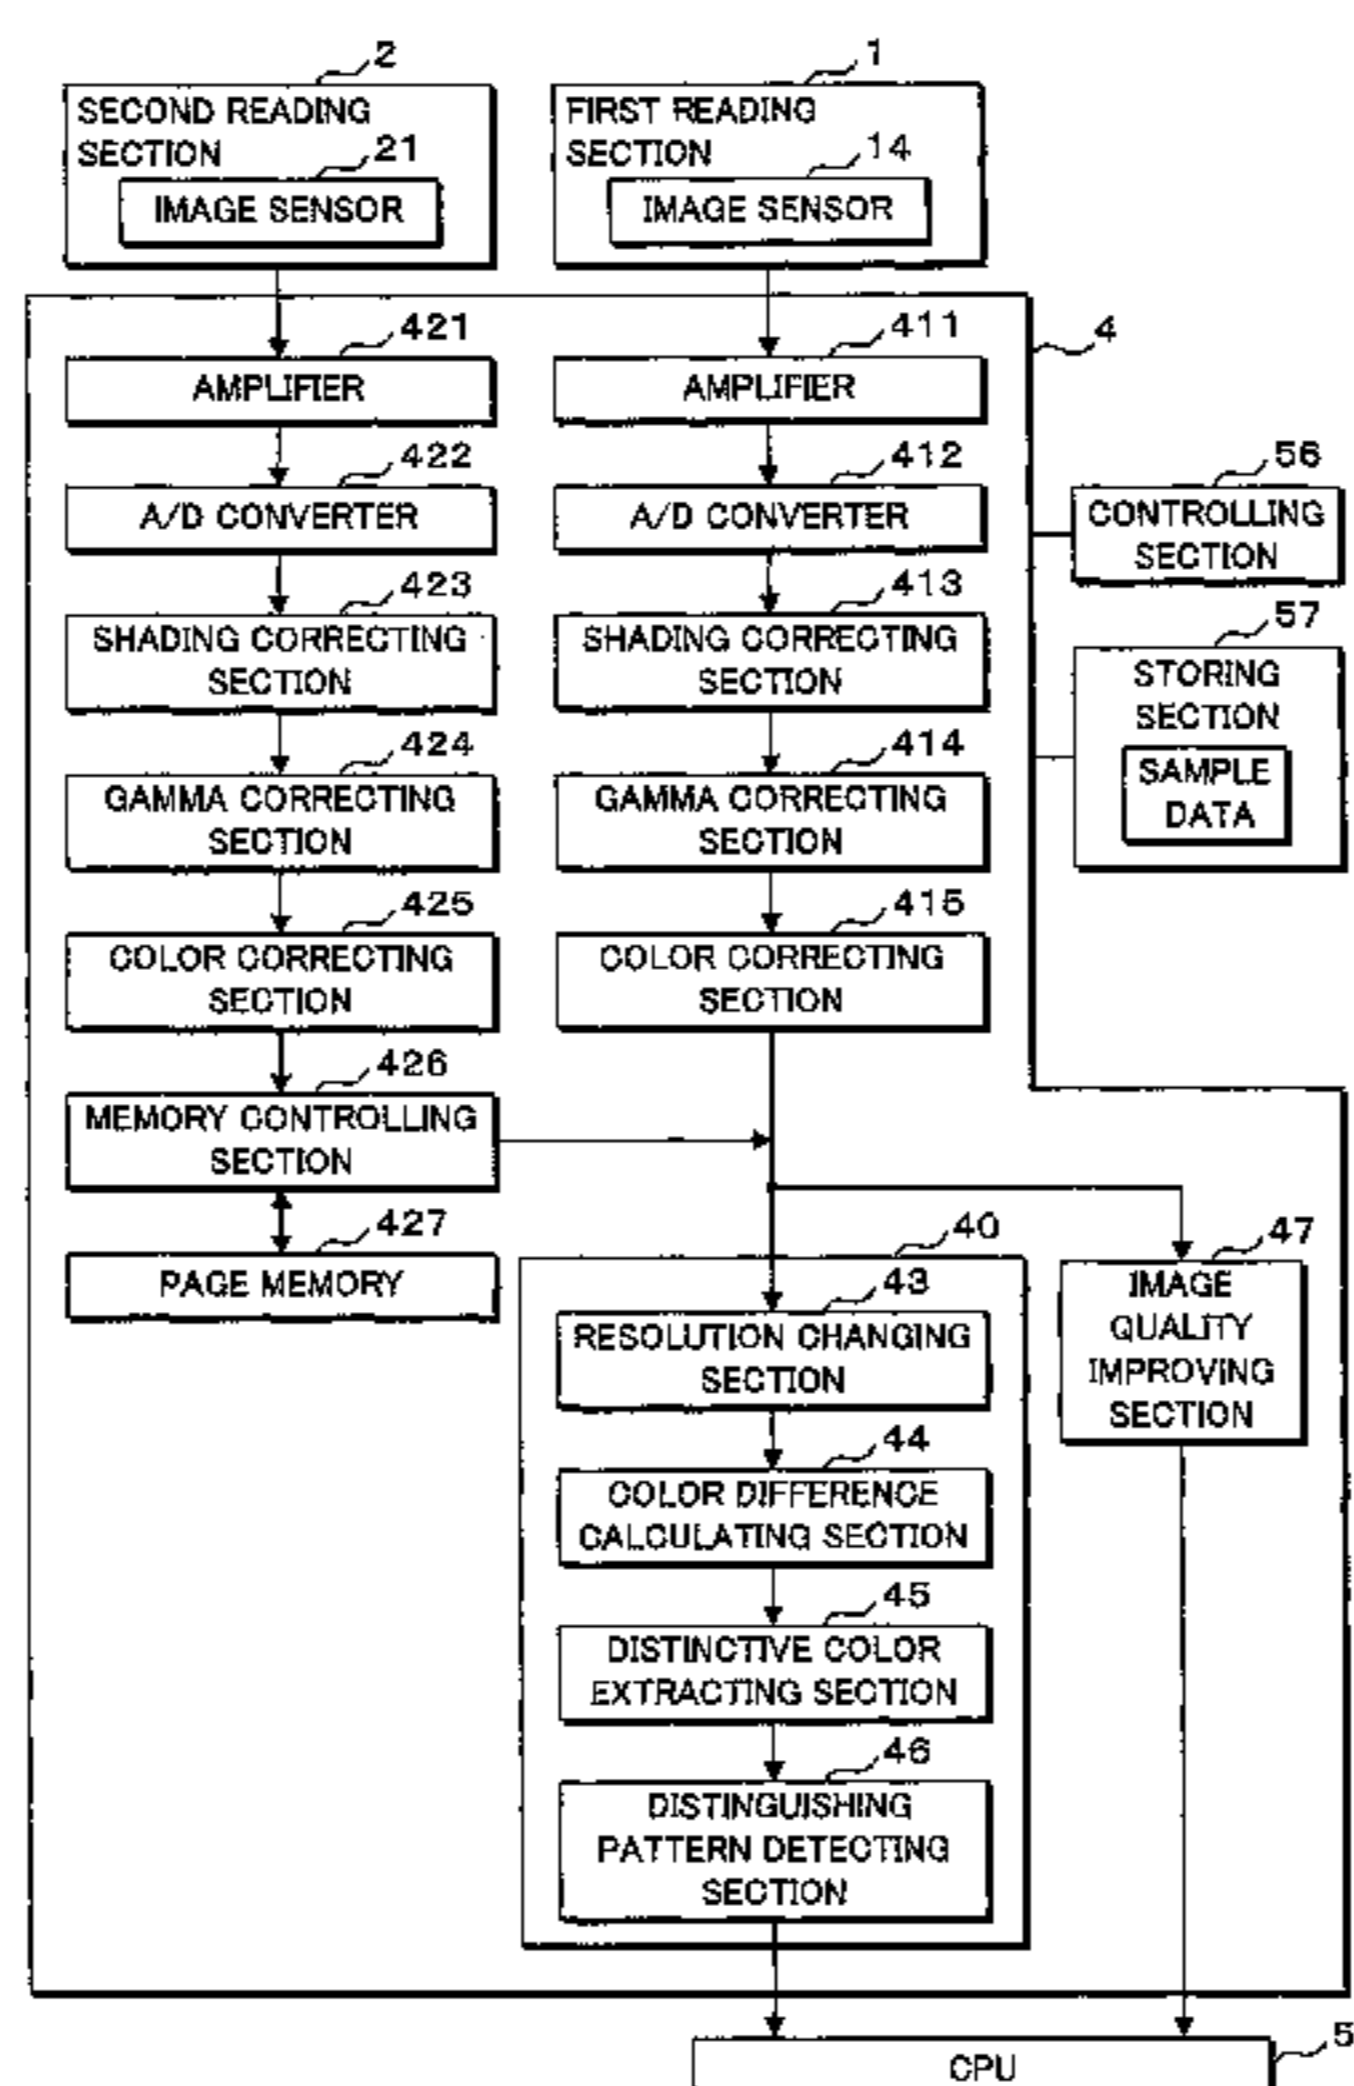 2
SECOND READING
SECTION
21
IMAGE SENSOR
1
FIRST READING
SECTION
14
IMAGE SENSOR
4
421
AMPLIFIER
411
AMPLIFIER
422
A/D CONVERTER
412
A/D CONVERTER
56
CONTROLLING
SECTION
423
SHADING CORRECTING
SECTION
413
SHADING CORRECTING
SECTION
57
STORING
SECTION
SAMPLE
DATA
424
GAMMA CORRECTING
SECTION
414
GAMMA CORRECTING
SECTION
425
COLOR CORRECTING
SECTION
415
COLOR CORRECTING
SECTION
426
MEMORY CONTROLLING
SECTION
427
PAGE MEMORY
40
43
RESOLUTION CHANGING
SECTION
47
IMAGE
QUALITY
IMPROVING
SECTION
44
COLOR DIFFERENCE
CALCULATING SECTION
45
DISTINCTIVE COLOR
EXTRACTING SECTION
46
DISTINGUISHING
PATTERN DETECTING
SECTION
5
CPU